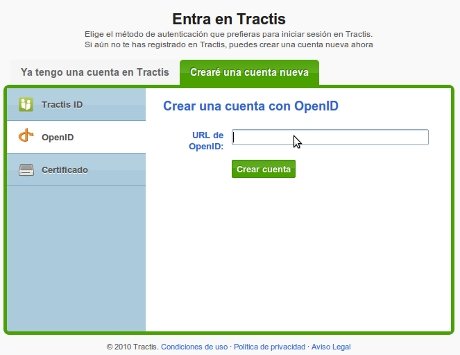 Entra en Tractis
Elige el método de autenticación que prefieras para iniciar sesión en Tractis.
Si aún no te has registrado en Tractis, puedes crear una cuenta nueva ahora
Ya tengo una cuenta en Tractis
Crearé una cuenta nueva
Tractis ID
OpenID
Certificado
Crear una cuenta con OpenID
URL de
OpenID:
Crear cuenta
© 2010 Tractis. Condiciones de uso · Política de privacidad · Aviso Legal